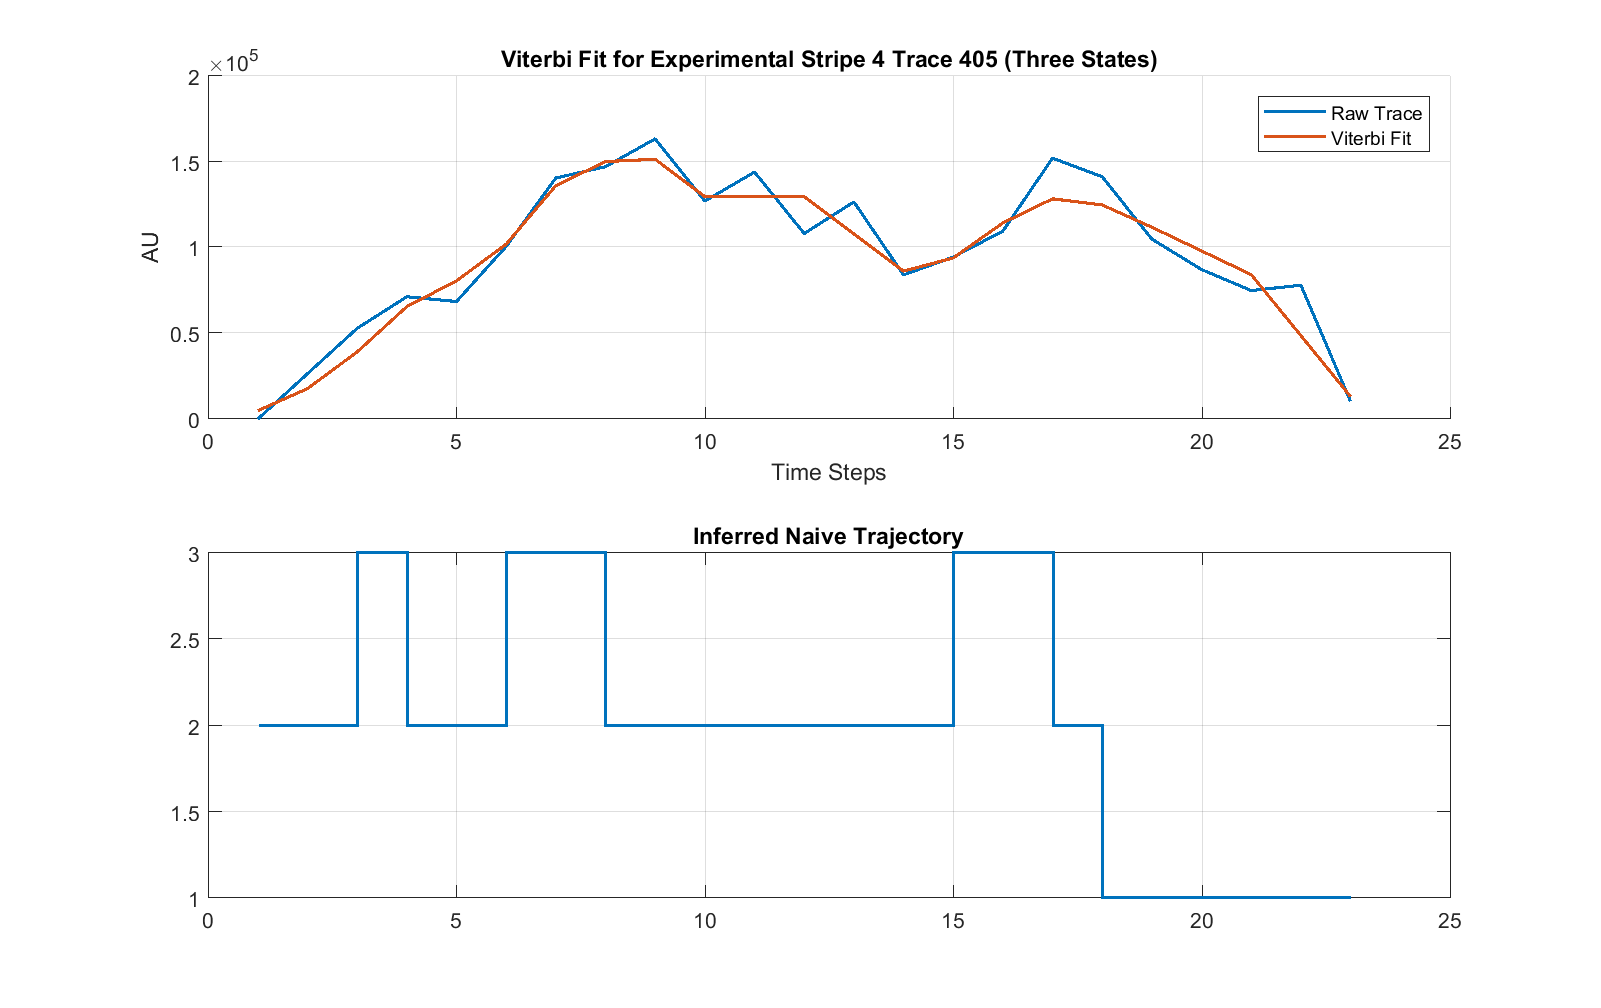 Viterbi Fit for Experimental Stripe 4 Trace 405 (Three States)
×10⁵
2
1.5
1
0.5
0
AU
Raw Trace
Viterbi Fit
0 5 10 15 20 25
Time Steps
Inferred Naive Trajectory
3
2.5
2
1.5
1
0 5 10 15 20 25